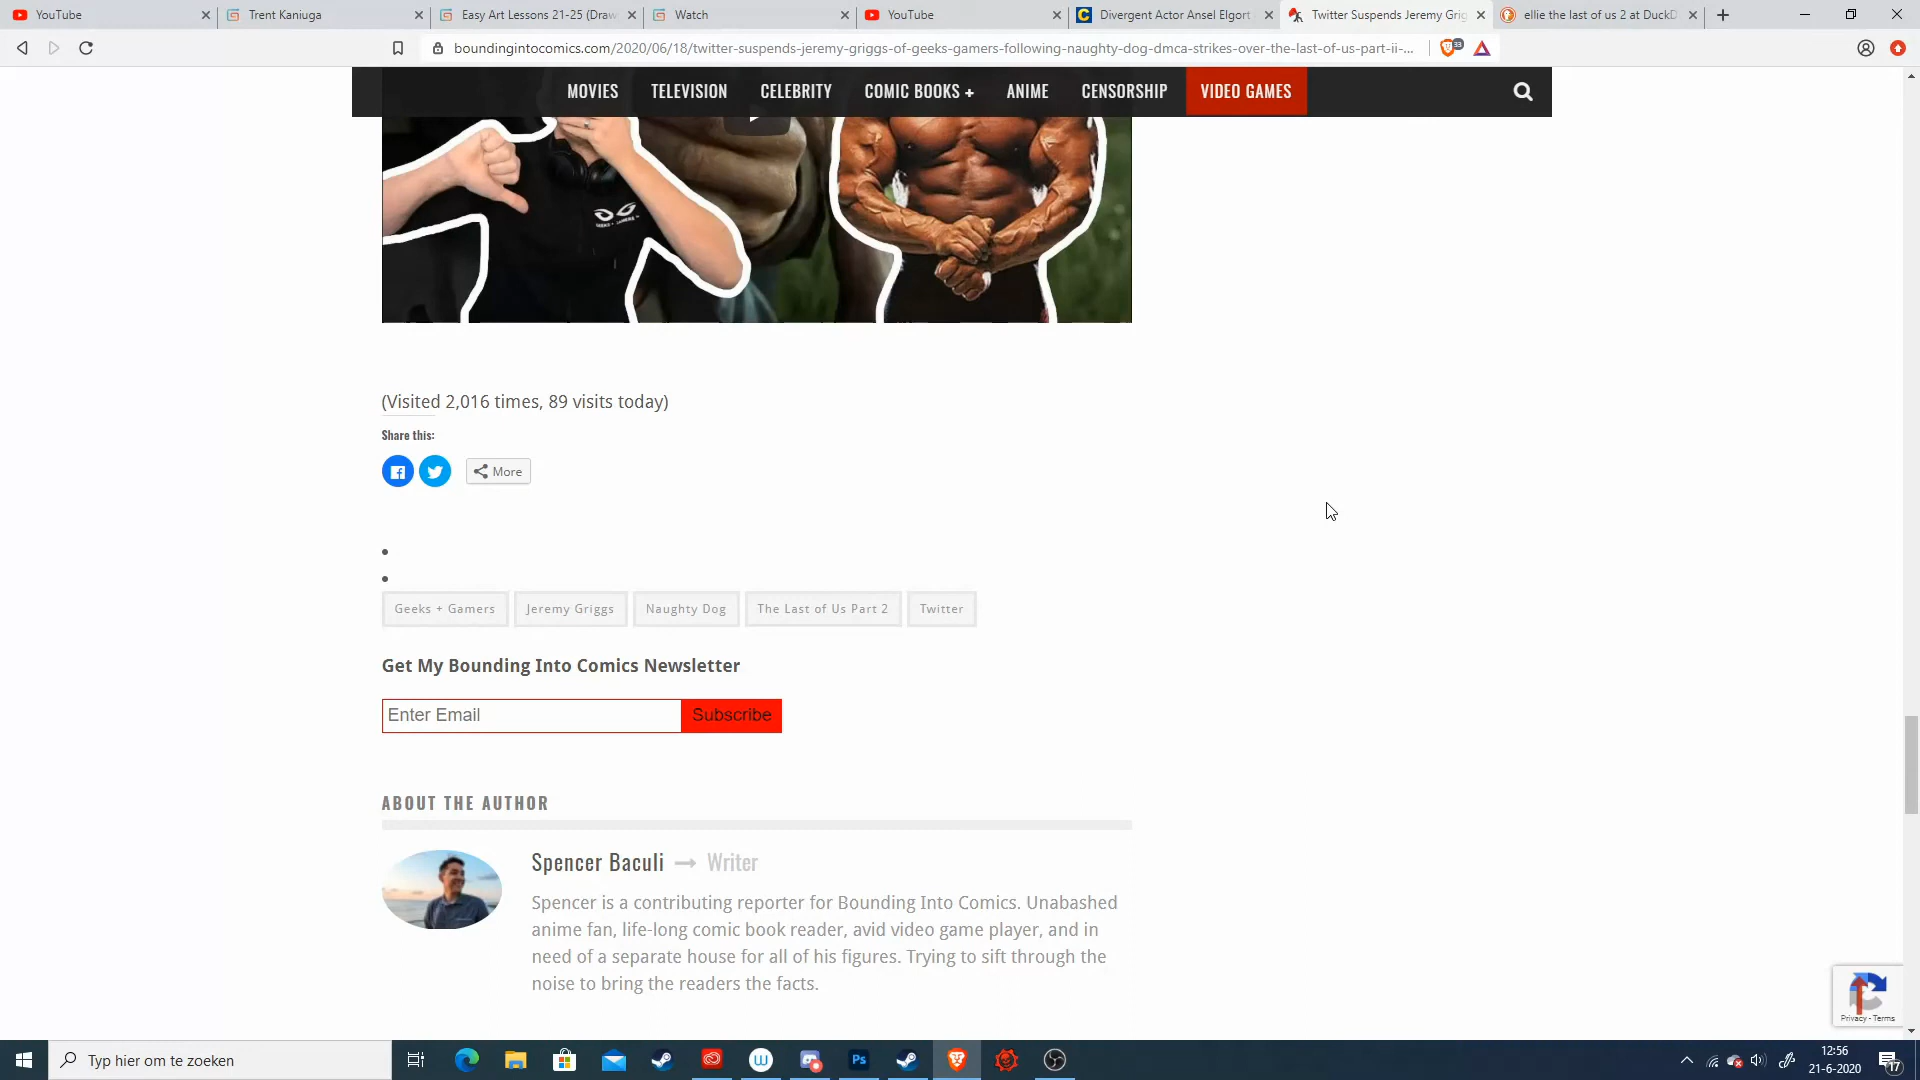 YouTube
Trent Kaniuga
Easy Art Lessons 21-25 (Draw
Watch
YouTube
Divergent Actor Ansel Elgort
Twitter Suspends Jeremy Grig
ellie the last of us 2 at DuckD
boundingintocomics.com/2020/06/18/twitter-suspends-jeremy-griggs-of-geeks-gamers-following-naughty-dog-dmca-strikes-over-the-last-of-us-part-ii-...
33
MOVIES TELEVISION CELEBRITY COMIC BOOKS + ANIME CENSORSHIP VIDEO GAMES
(Visited 2,016 times, 89 visits today)
Share this:
More
Geeks + Gamers Jeremy Griggs Naughty Dog The Last of Us Part 2 Twitter
Get My Bounding Into Comics Newsletter
Enter Email Subscribe
ABOUT THE AUTHOR
Spencer Baculi → Writer
Spencer is a contributing reporter for Bounding Into Comics. Unabashed
anime fan, life-long comic book reader, avid video game player, and in
need of a separate house for all of his figures. Trying to sift through the
noise to bring the readers the facts.
Privacy - Terms
Typ hier om te zoeken
Ps
12:56
21-6-2020
17